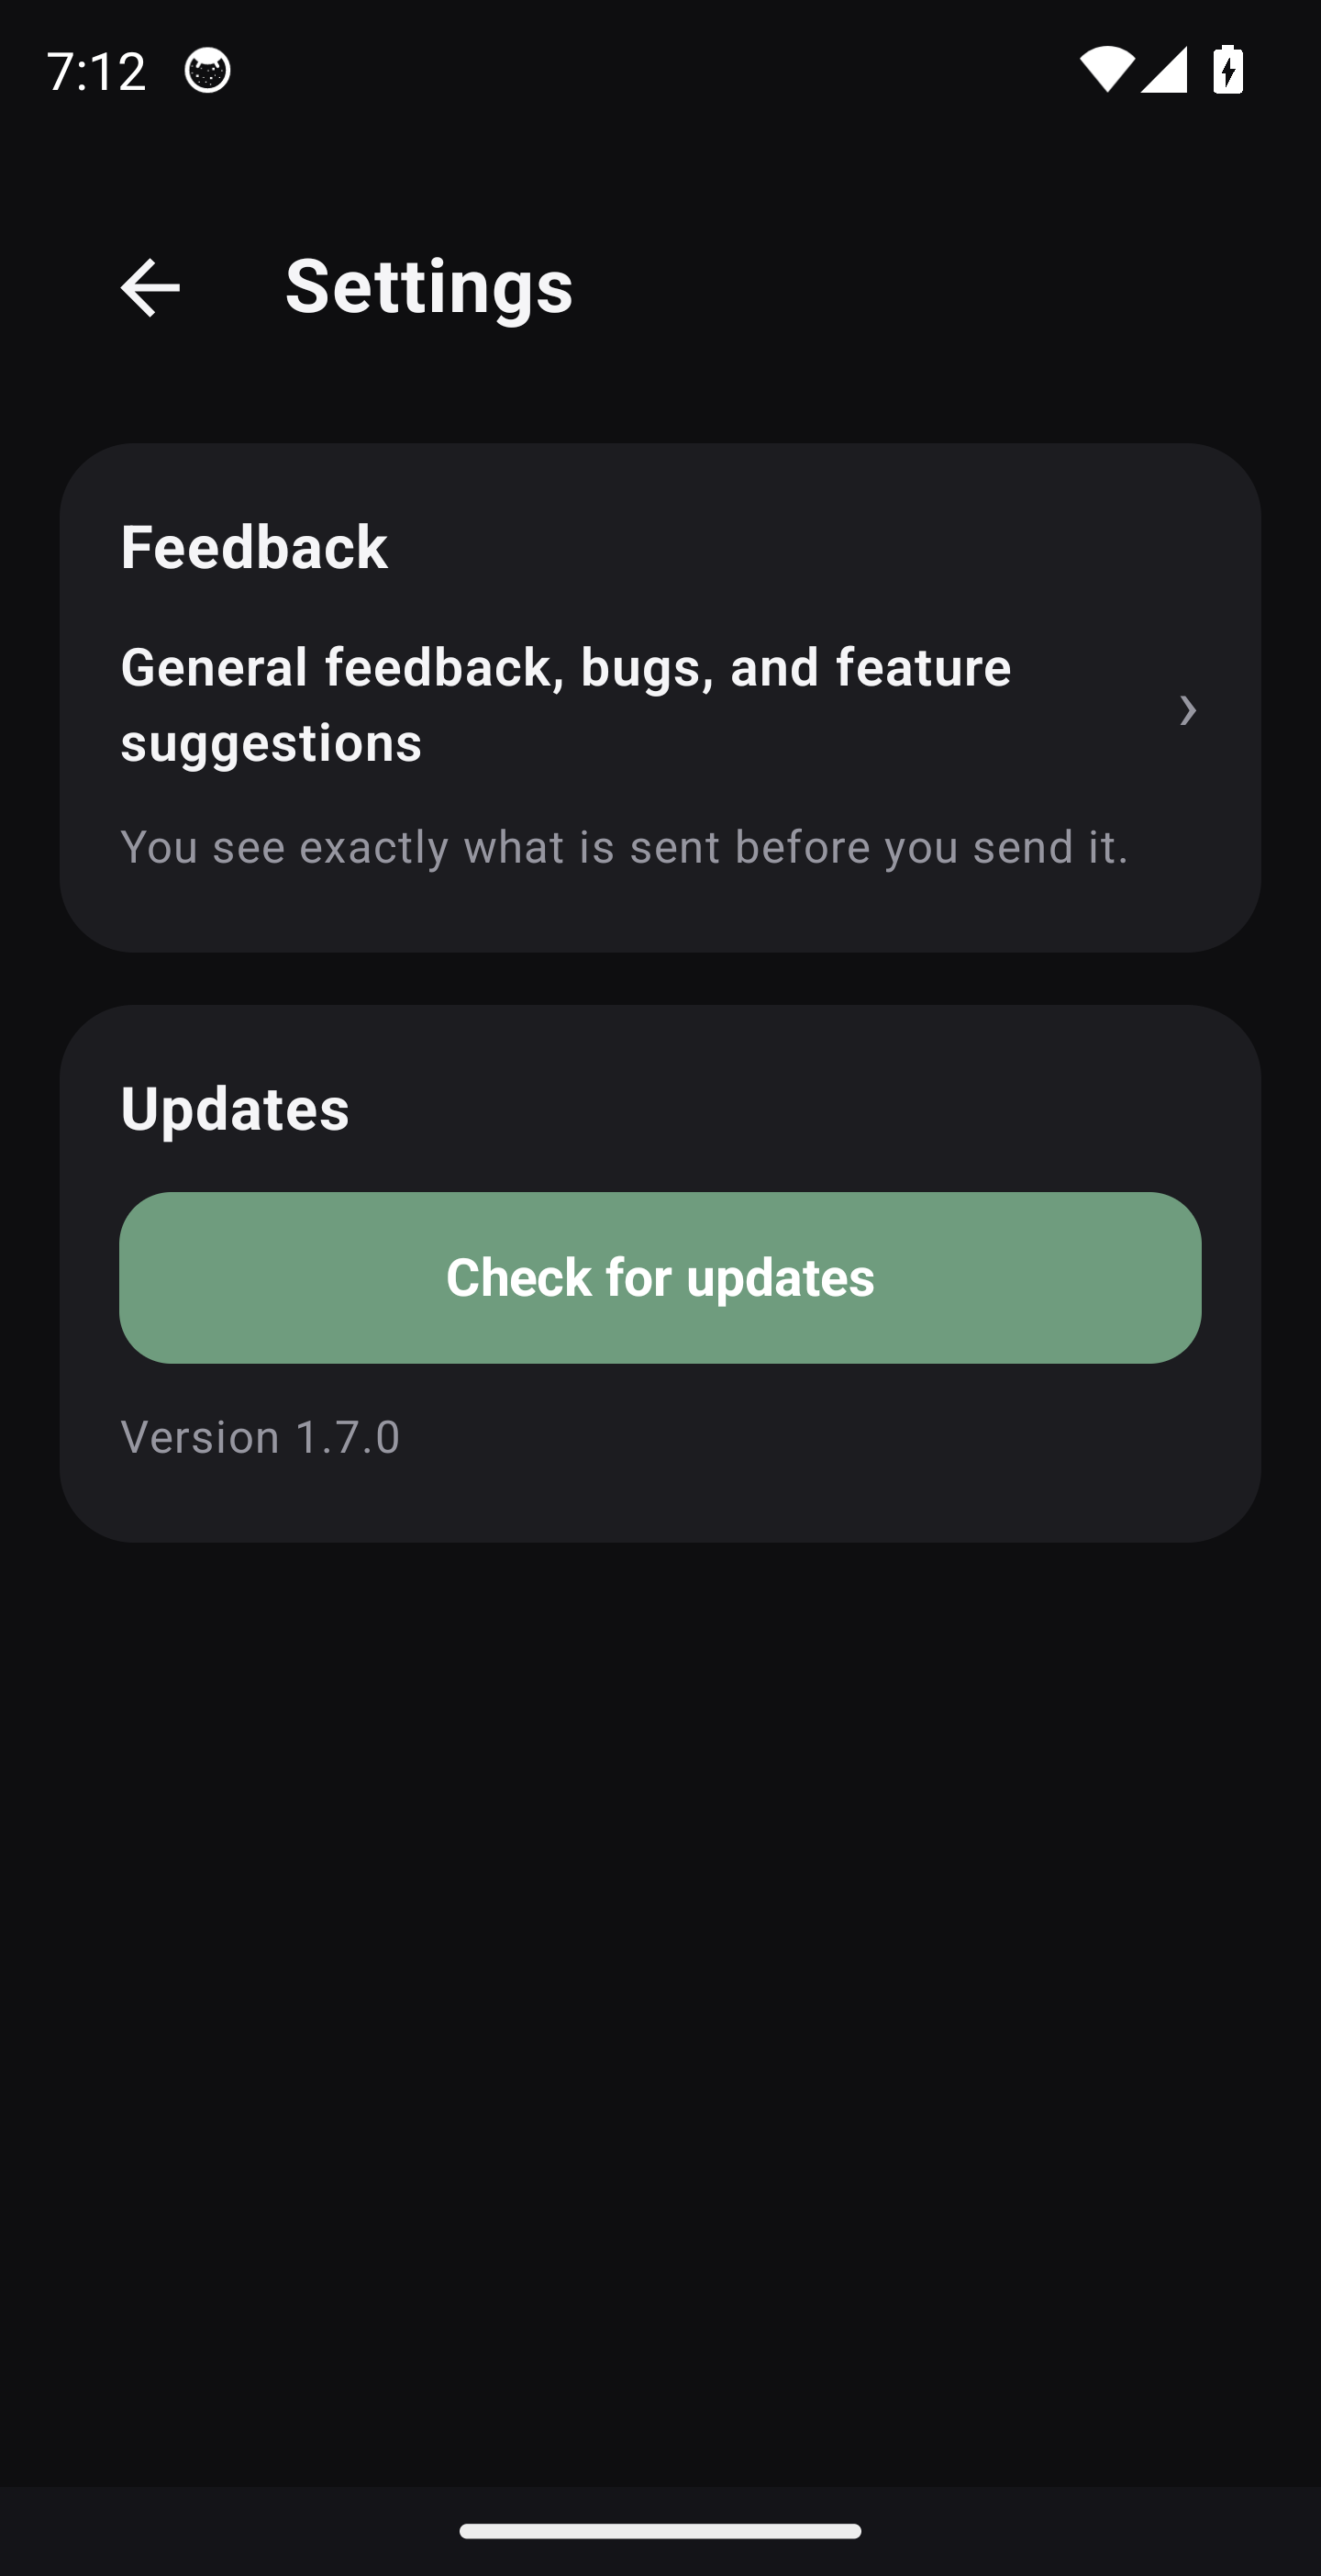 7:12
Settings
Feedback
General feedback, bugs, and feature
suggestions
›
You see exactly what is sent before you send it.
Updates
Check for updates
Version 1.7.0